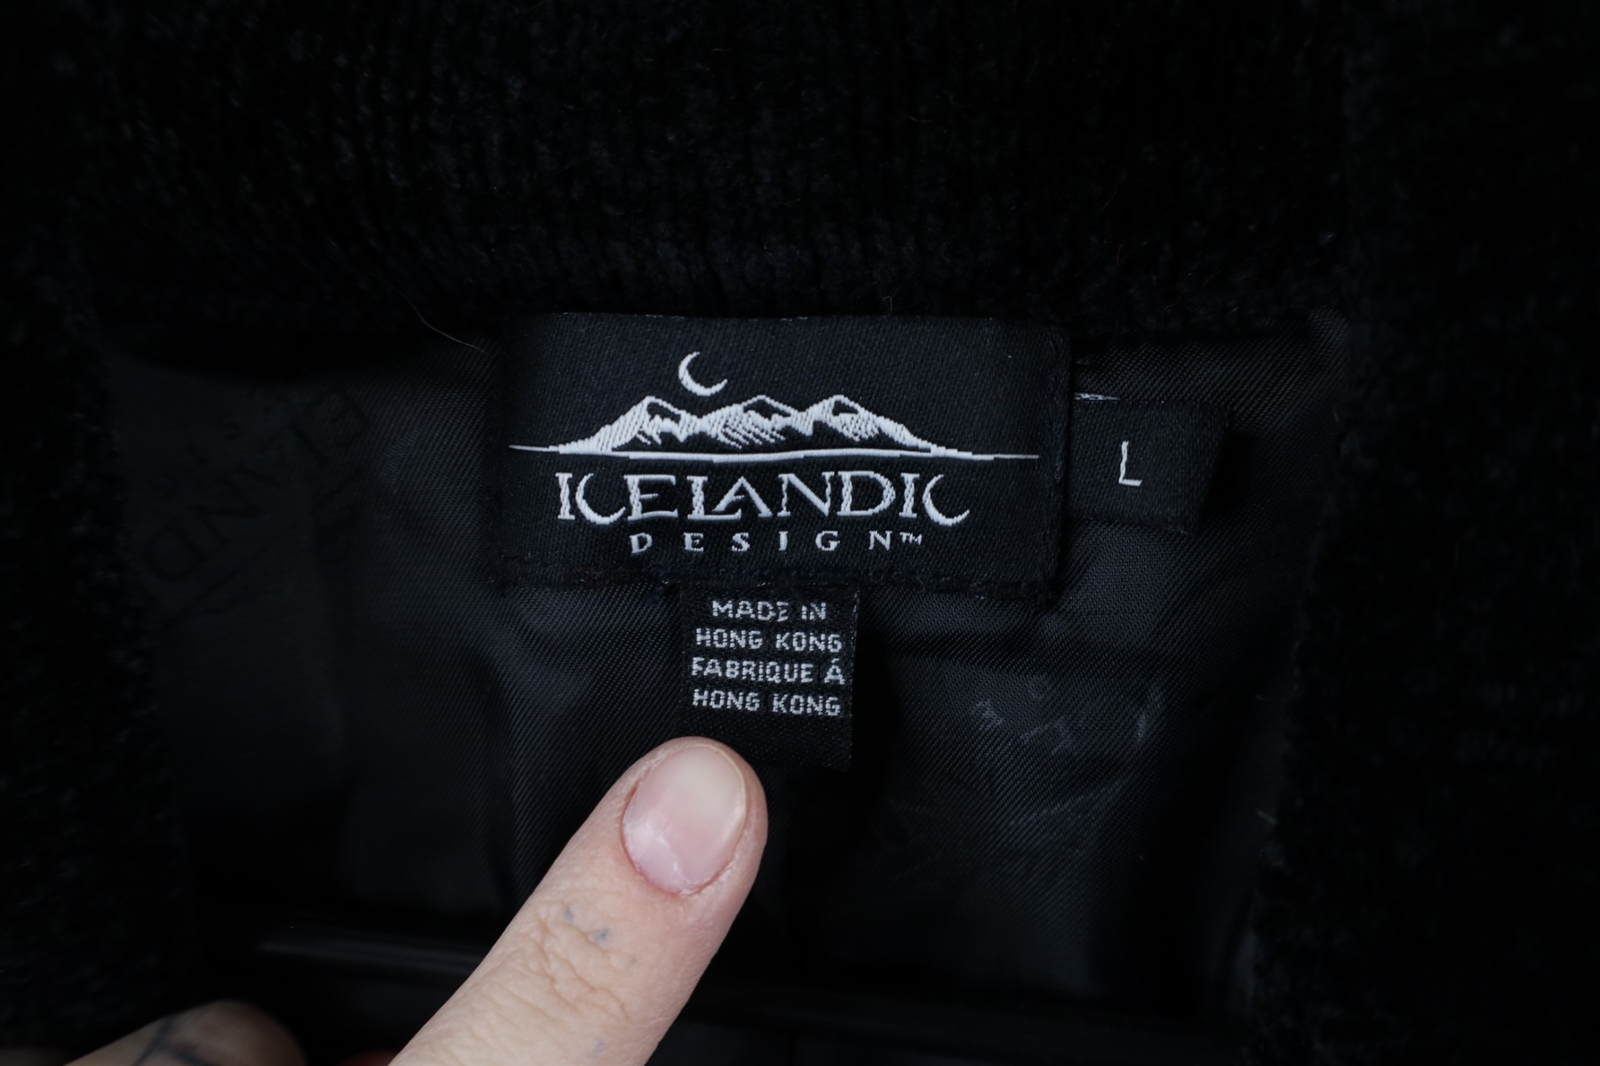 ICELANDIC
DESIGN™
L
MADE IN
HONG KONG
FABRIQUE Á
HONG KONG